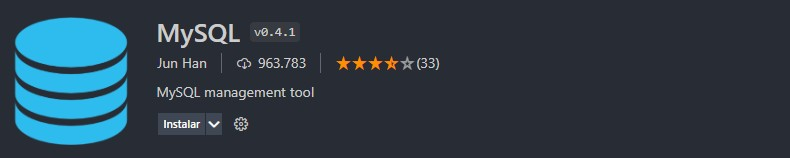 MySQL v0.4.1
Jun Han 963.783 (33)
MySQL management tool
Instalar